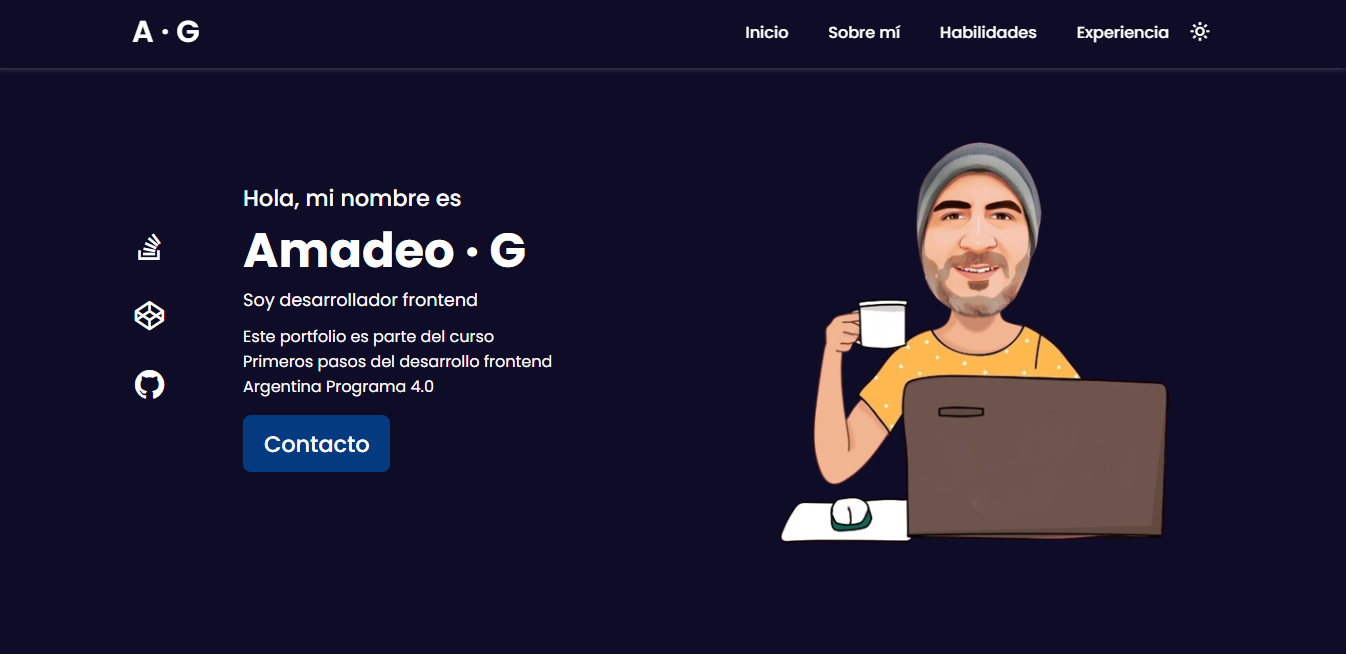 A · G
Inicio Sobre mí Habilidades Experiencia
Hola, mi nombre es
Amadeo · G
Soy desarrollador frontend
Este portfolio es parte del curso
Primeros pasos del desarrollo frontend
Argentina Programa 4.0
Contacto